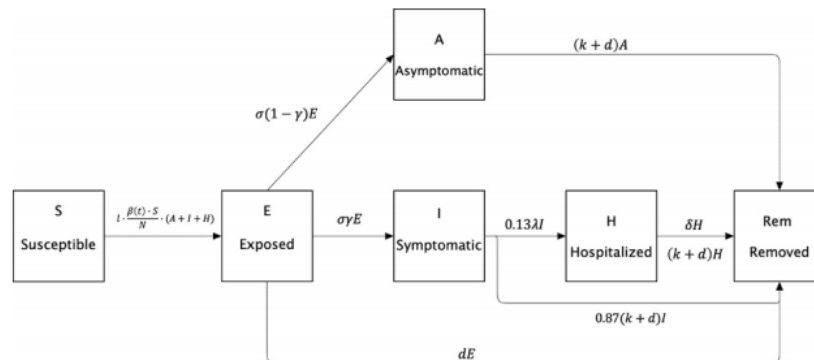 A
Asymptomatic
(k + d)A
σ(1 − γ)E
S
Susceptible
l · β(t) · S / N · (A + I + H)
E
Exposed
σγE
I
Symptomatic
0.13λI
H
Hospitalized
δH
(k + d)H
Rem
Removed
0.87(k + d)I
dE